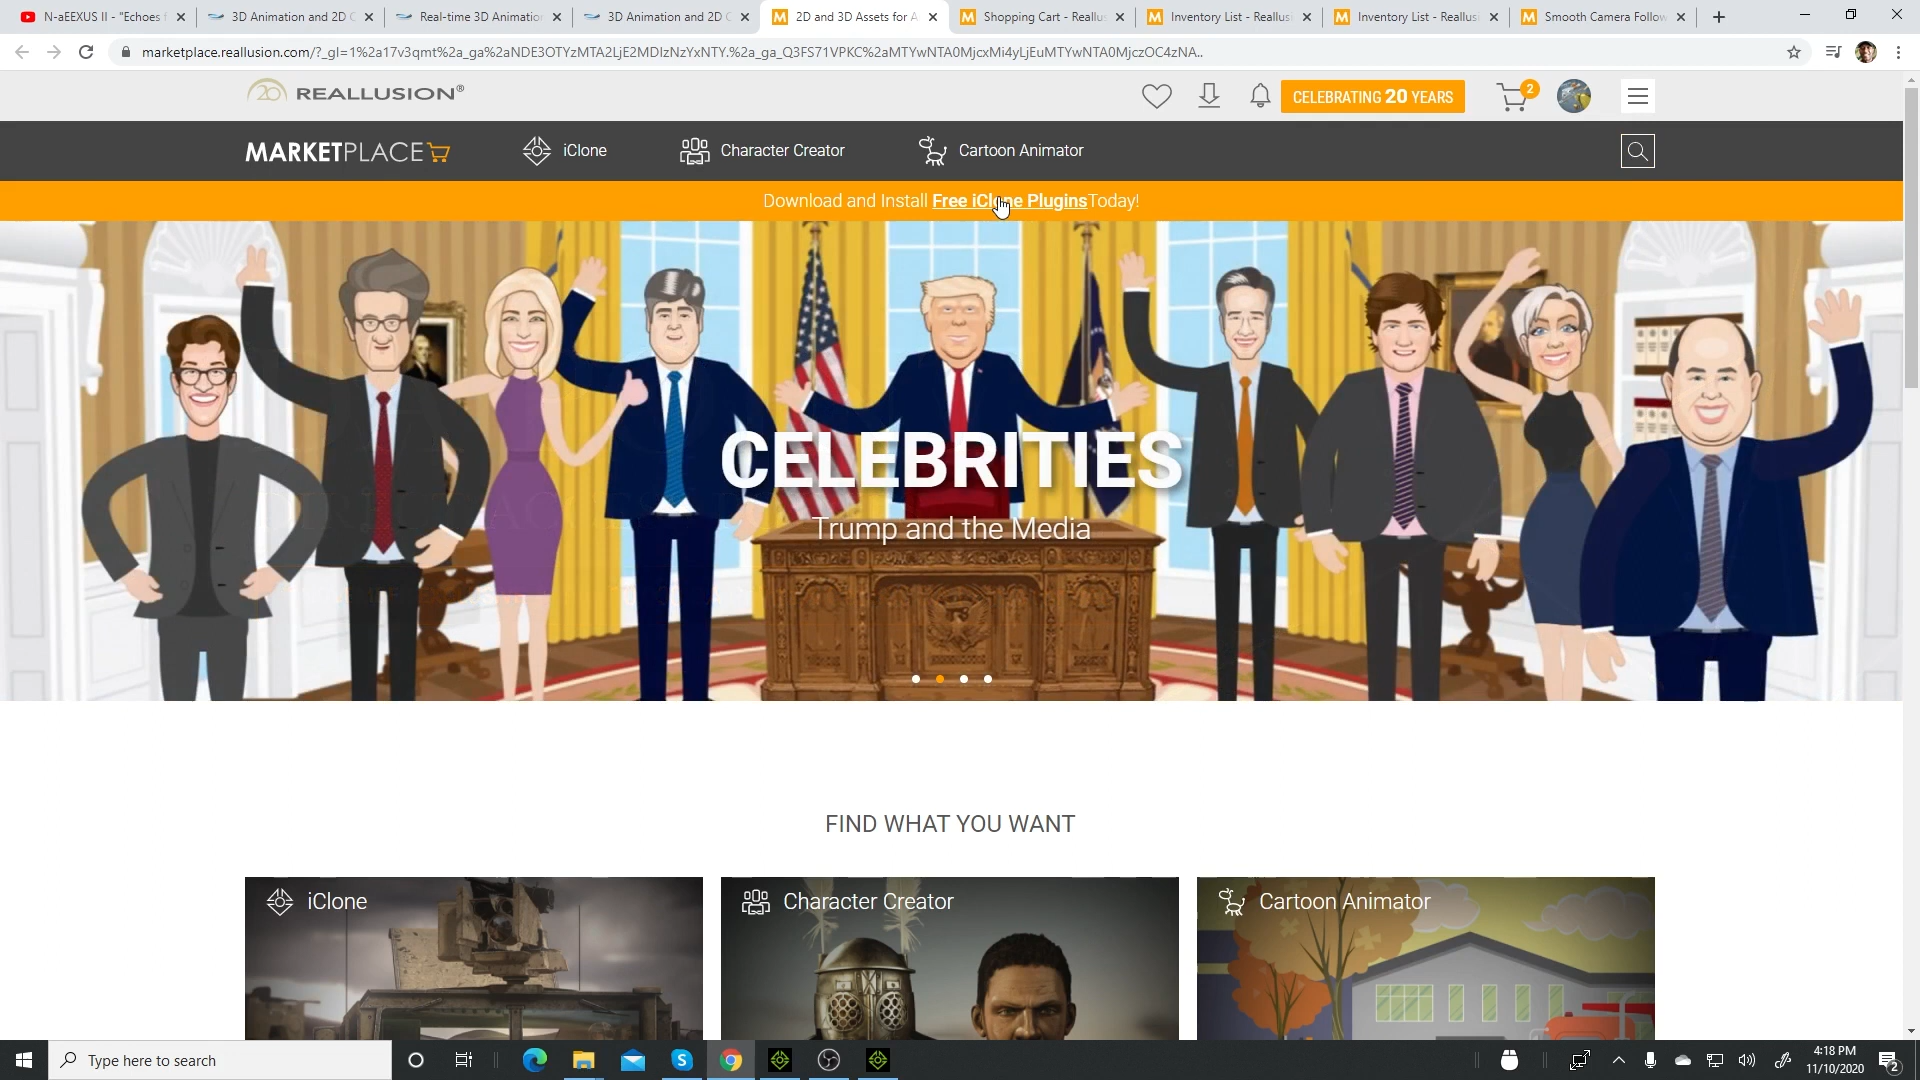 N-aEEXUS II - "Echoes f
3D Animation and 2D C
Real-time 3D Animation
3D Animation and 2D C
2D and 3D Assets for A
Shopping Cart - Reallus
Inventory List - Reallusi
Inventory List - Reallusi
Smooth Camera Follow
marketplace.reallusion.com/?_gl=1%2a17v3qmt%2a_ga%2aNDE3OTYzMTA2LjE2MDIzNzYxNTY.%2a_ga_Q3FS71VPKC%2aMTYwNTA0MjcxMi4yLjEuMTYwNTA0MjczOC4zNA..
20 REALLUSION®
CELEBRATING 20 YEARS
2
MARKETPLACE
iClone
Character Creator
Cartoon Animator
Download and Install Free iClone Plugins Today!
CELEBRITIES
Trump and the Media
FIND WHAT YOU WANT
iClone
Character Creator
Cartoon Animator
Type here to search
4:18 PM
11/10/2020
2